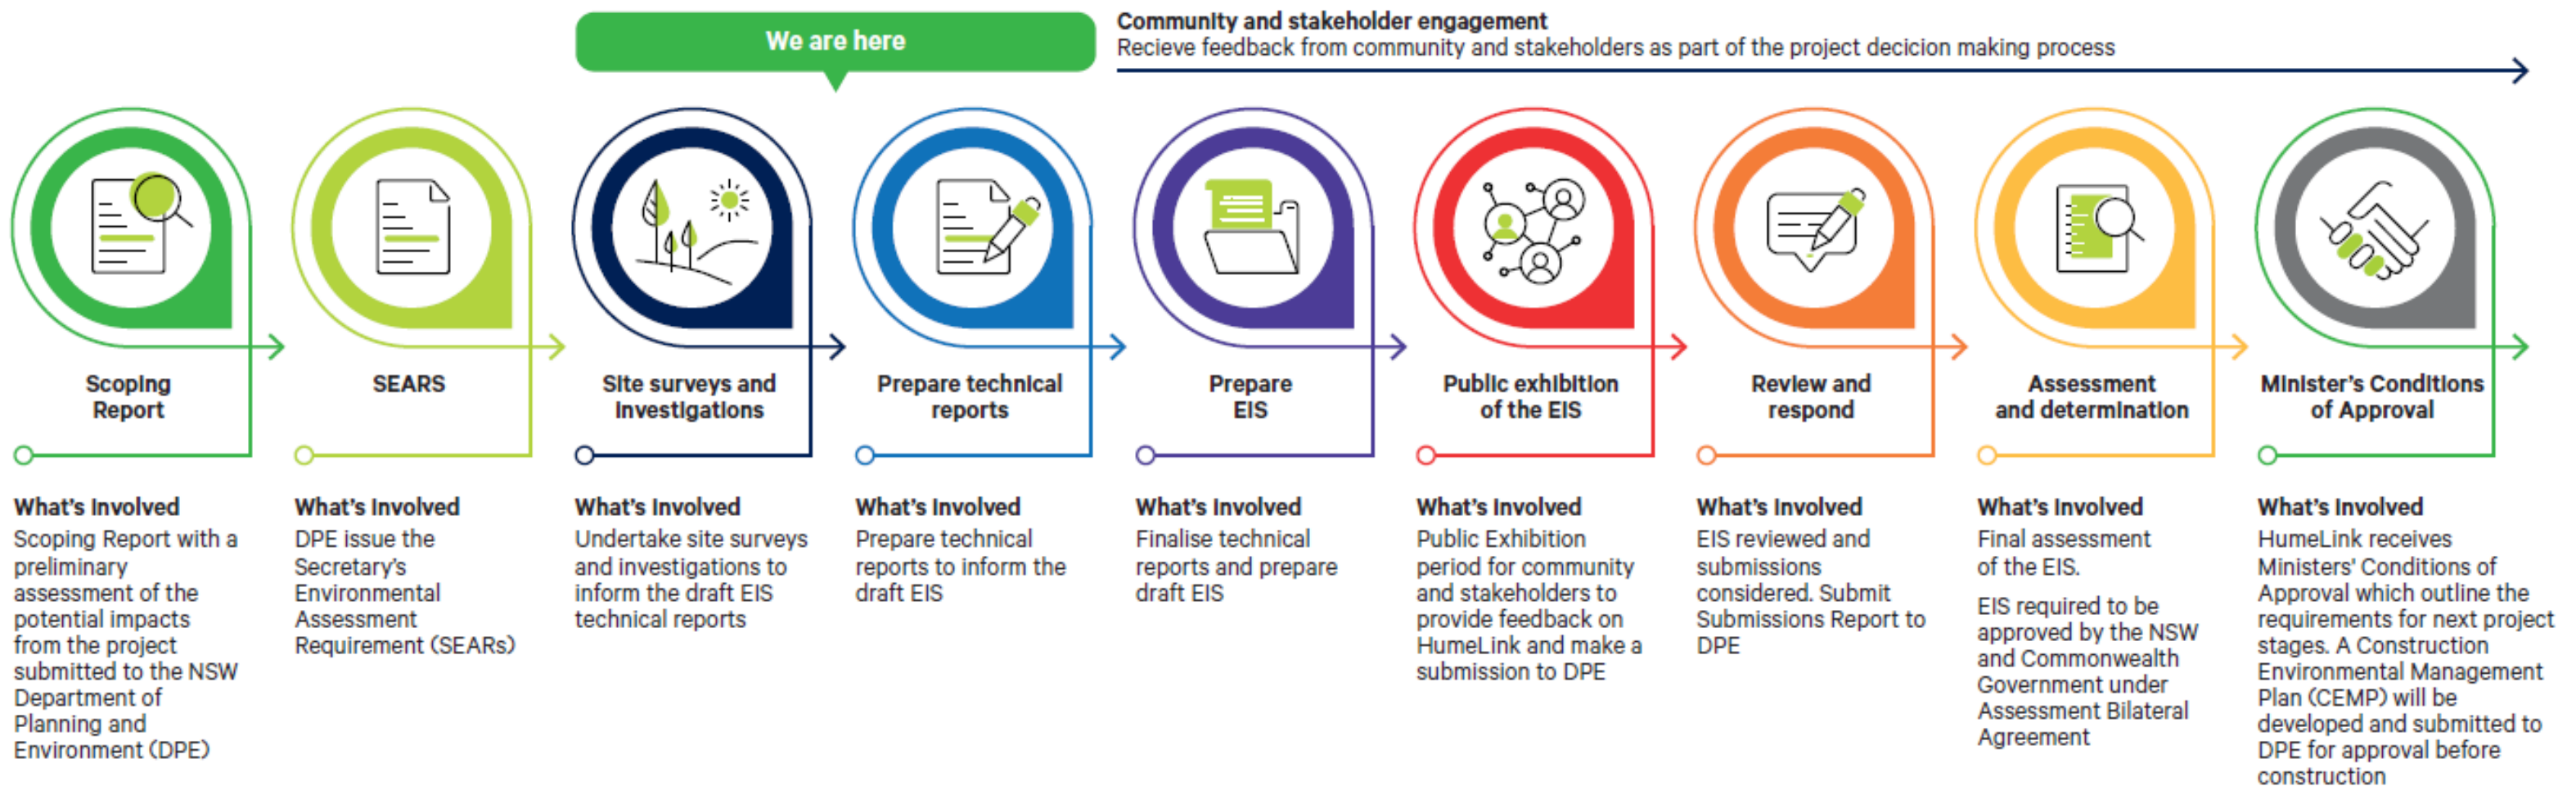 We are here
Community and stakeholder engagement
Recieve feedback from community and stakeholders as part of the project decicion making process
Scoping
Report
SEARS
Site surveys and
investigations
Prepare technical
reports
Prepare
EIS
Public exhibition
of the EIS
Review and
respond
Assessment
and determination
Minister's Conditions
of Approval
What's Involved
Scoping Report with a
preliminary
assessment of the
potential impacts
from the project
submitted to the NSW
Department of
Planning and
Environment (DPE)
What's Involved
DPE issue the
Secretary's
Environmental
Assessment
Requirement (SEARs)
What's Involved
Undertake site surveys
and investigations to
inform the draft EIS
technical reports
What's Involved
Prepare technical
reports to inform the
draft EIS
What's Involved
Finalise technical
reports and prepare
draft EIS
What's Involved
Public Exhibition
period for community
and stakeholders to
provide feedback on
HumeLink and make a
submission to DPE
What's Involved
EIS reviewed and
submissions
considered. Submit
Submissions Report to
DPE
What's Involved
Final assessment
of the EIS.
EIS required to be
approved by the NSW
and Commonwealth
Government under
Assessment Bilateral
Agreement
What's Involved
HumeLink receives
Ministers' Conditions of
Approval which outline the
requirements for next project
stages. A Construction
Environmental Management
Plan (CEMP) will be
developed and submitted to
DPE for approval before
construction